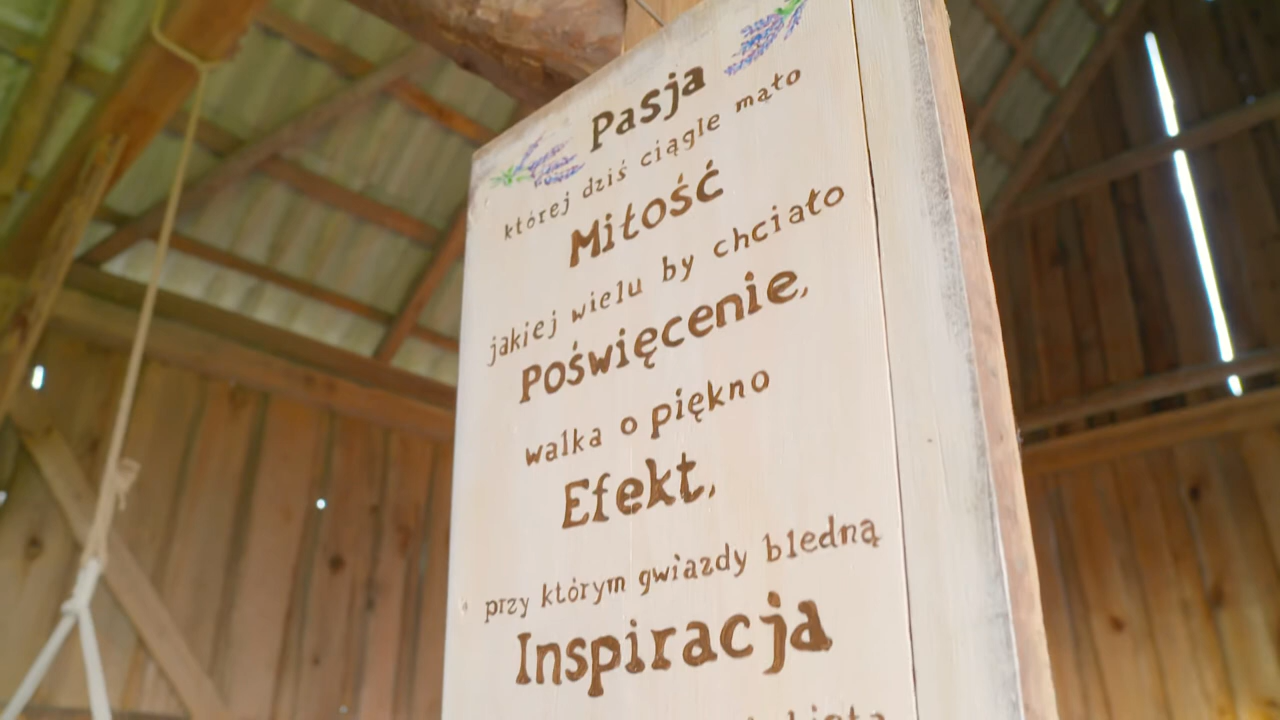 Pasja
której dziś ciągle mało
Miłość
jakiej wielu by chciało
Poświęcenie,
walka o piękno
Efekt,
przy którym gwiazdy bledną
Inspiracja